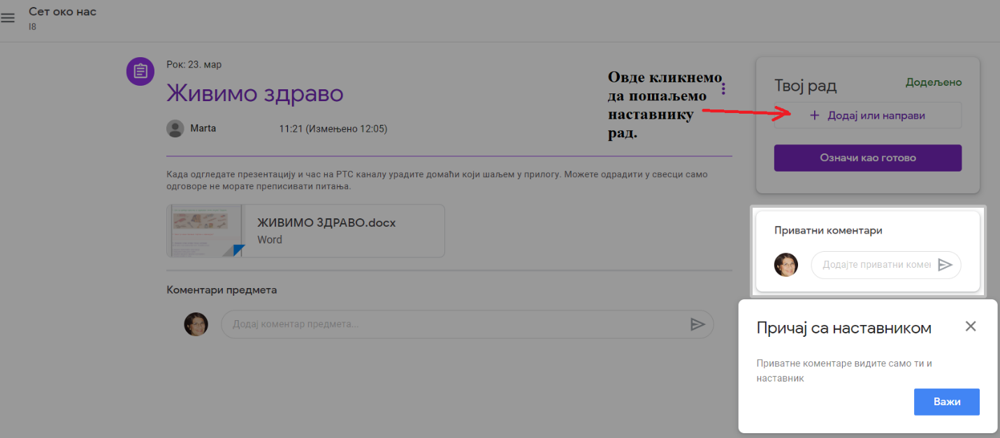 Сет око нас
I8
Рок: 23. мар
Живимо здраво
Marta
11:21 (Измењено 12:05)
Када одгледате презентацију и час на РТС каналу урадите домаћи који шаљем у прилогу. Можете одрадити у свесци само
одговоре не морате преписивати питања.
ЖИВИМО ЗДРАВО.docx
Word
Коментари предмета
Додај коментар предмета...
Овде кликнемо
да пошаљемо
наставнику
рад.
Твој рад
Додељено
+ Додај или направи
Означи као готово
Приватни коментари
Додајте приватни комен
Причај са наставником
Приватне коментаре видите само ти и
наставник
Важи